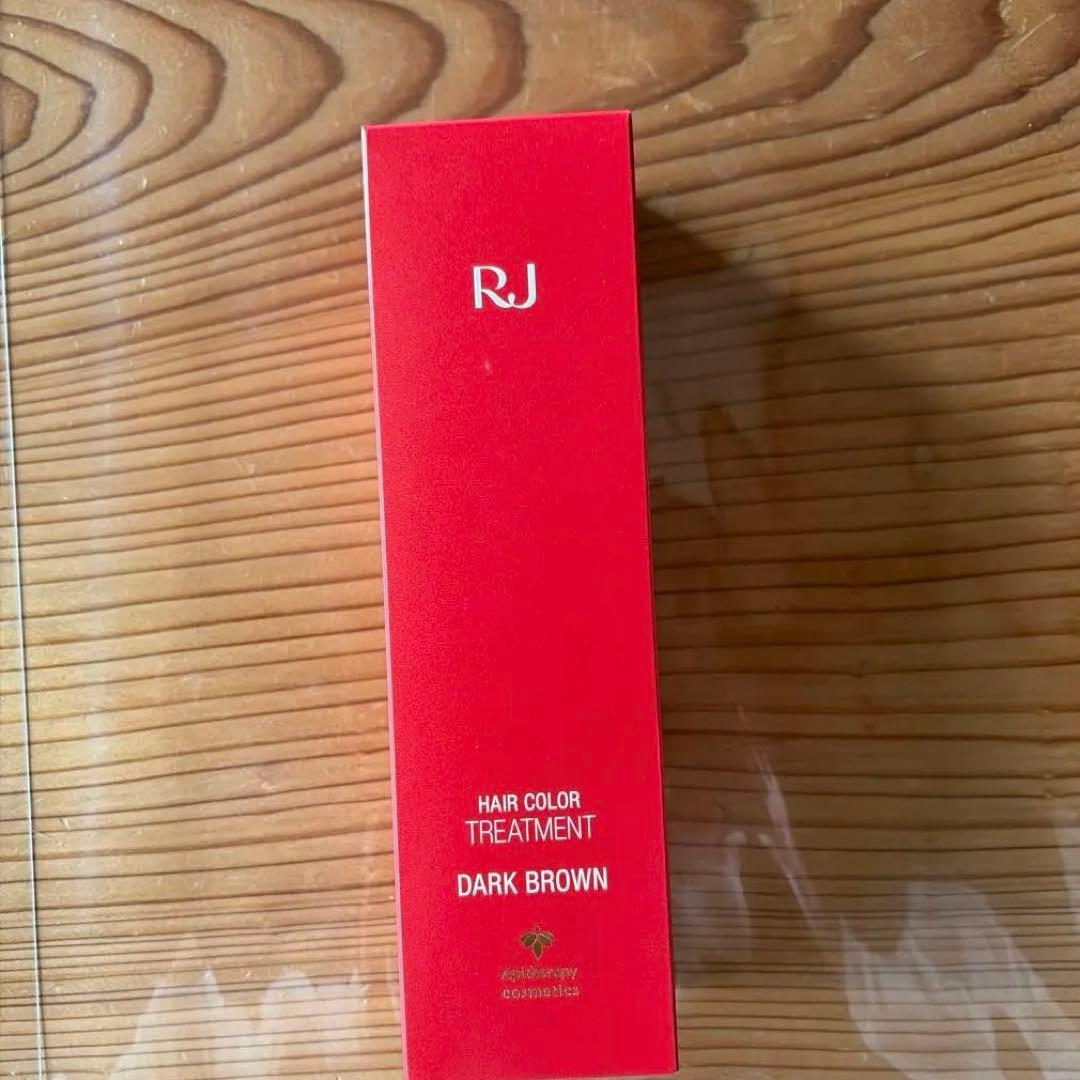 RJ
HAIR COLOR
TREATMENT
DARK BROWN
Apitherapy
cosmetics